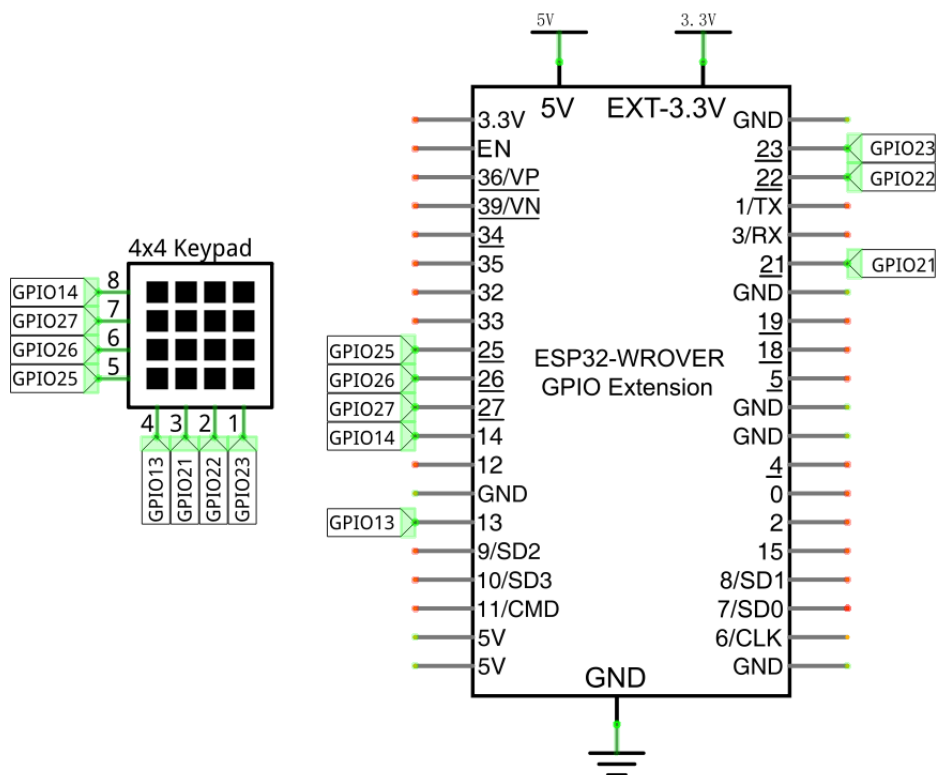 5V
3.3V
5V
EXT-3.3V
3.3V
EN
36/VP
39/VN
34
35
32
33
25
26
27
14
12
GND
13
9/SD2
10/SD3
11/CMD
5V
5V
GND
23
22
1/TX
3/RX
21
GND
19
18
5
GND
GND
4
0
2
15
8/SD1
7/SD0
6/CLK
GND
ESP32-WROVER
GPIO Extension
GND
GPIO25
GPIO26
GPIO27
GPIO14
GPIO13
GPIO23
GPIO22
GPIO21
4x4 Keypad
GPIO14
8
GPIO27
7
GPIO26
6
GPIO25
5
4
3
2
1
GPIO13
GPIO21
GPIO22
GPIO23